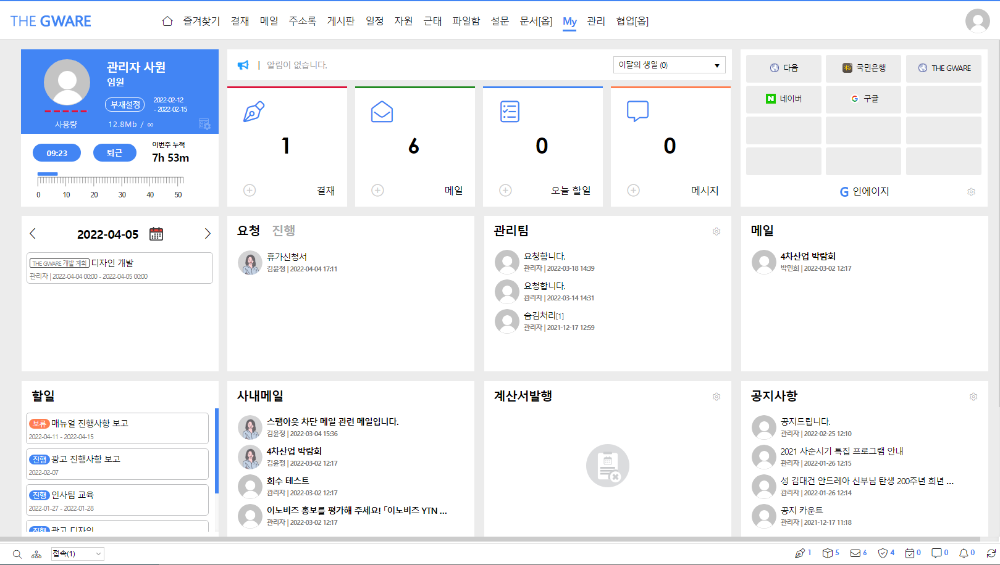 THE GWARE
즐겨찾기 결재 메일 주소록 게시판 일정 자원 근태 파일함 설문 문서[웁] My 관리 협업[웁]
관리자 사원
임원
부재설정
2022-02-12
- 2022-02-15
사용량
12.8Mb / ∞
09:23
퇴근
이번주 누적
7h 53m
0 10 20 30 40 50
| 알림이 없습니다.
이달의 생일 (0)
1
결재
6
메일
0
오늘 할일
0
메시지
다음
국민은행
THE GWARE
네이버
구글
G 인에이지
2022-04-05
THE GWARE 개발 계획 디자인 개발
관리자 | 2022-04-04 00:00 - 2022-04-05 00:00
요청 진행
휴가신청서
김윤정 | 2022-04-04 17:11
관리팀
요청합니다.
관리자 | 2022-03-18 14:39
요청합니다.
관리자 | 2022-03-14 14:31
숨김처리[1]
관리자 | 2021-12-17 12:59
메일
4차산업 박람회
박민희 | 2022-03-02 12:17
할일
보류 매뉴얼 진행사항 보고
2022-04-11 - 2022-04-15
진행 광고 진행사항 보고
2022-02-07
진행 인사팀 교육
2022-01-27 - 2022-01-28
진행 광고 디자인
사내메일
스팸아웃 차단 메일 관련 메일입니다.
김윤정 | 2022-03-04 15:36
4차산업 박람회
김윤정 | 2022-03-02 12:17
회수 테스트
관리자 | 2022-03-02 12:17
이노비즈 홍보를 평가해 주세요! 「이노비즈 YTN ...
관리자 | 2022-03-02 12:17
계산서발행
공지사항
공지드립니다.
관리자 | 2022-02-25 12:10
2021 사순시기 특집 프로그램 안내
관리자 | 2022-01-26 12:15
성 김대건 안드레아 신부님 탄생 200주년 희년 ...
관리자 | 2022-01-26 12:14
공지 카운트
관리자 | 2021-12-17 11:18
접속(1)
1 5 6 4 0 0 0